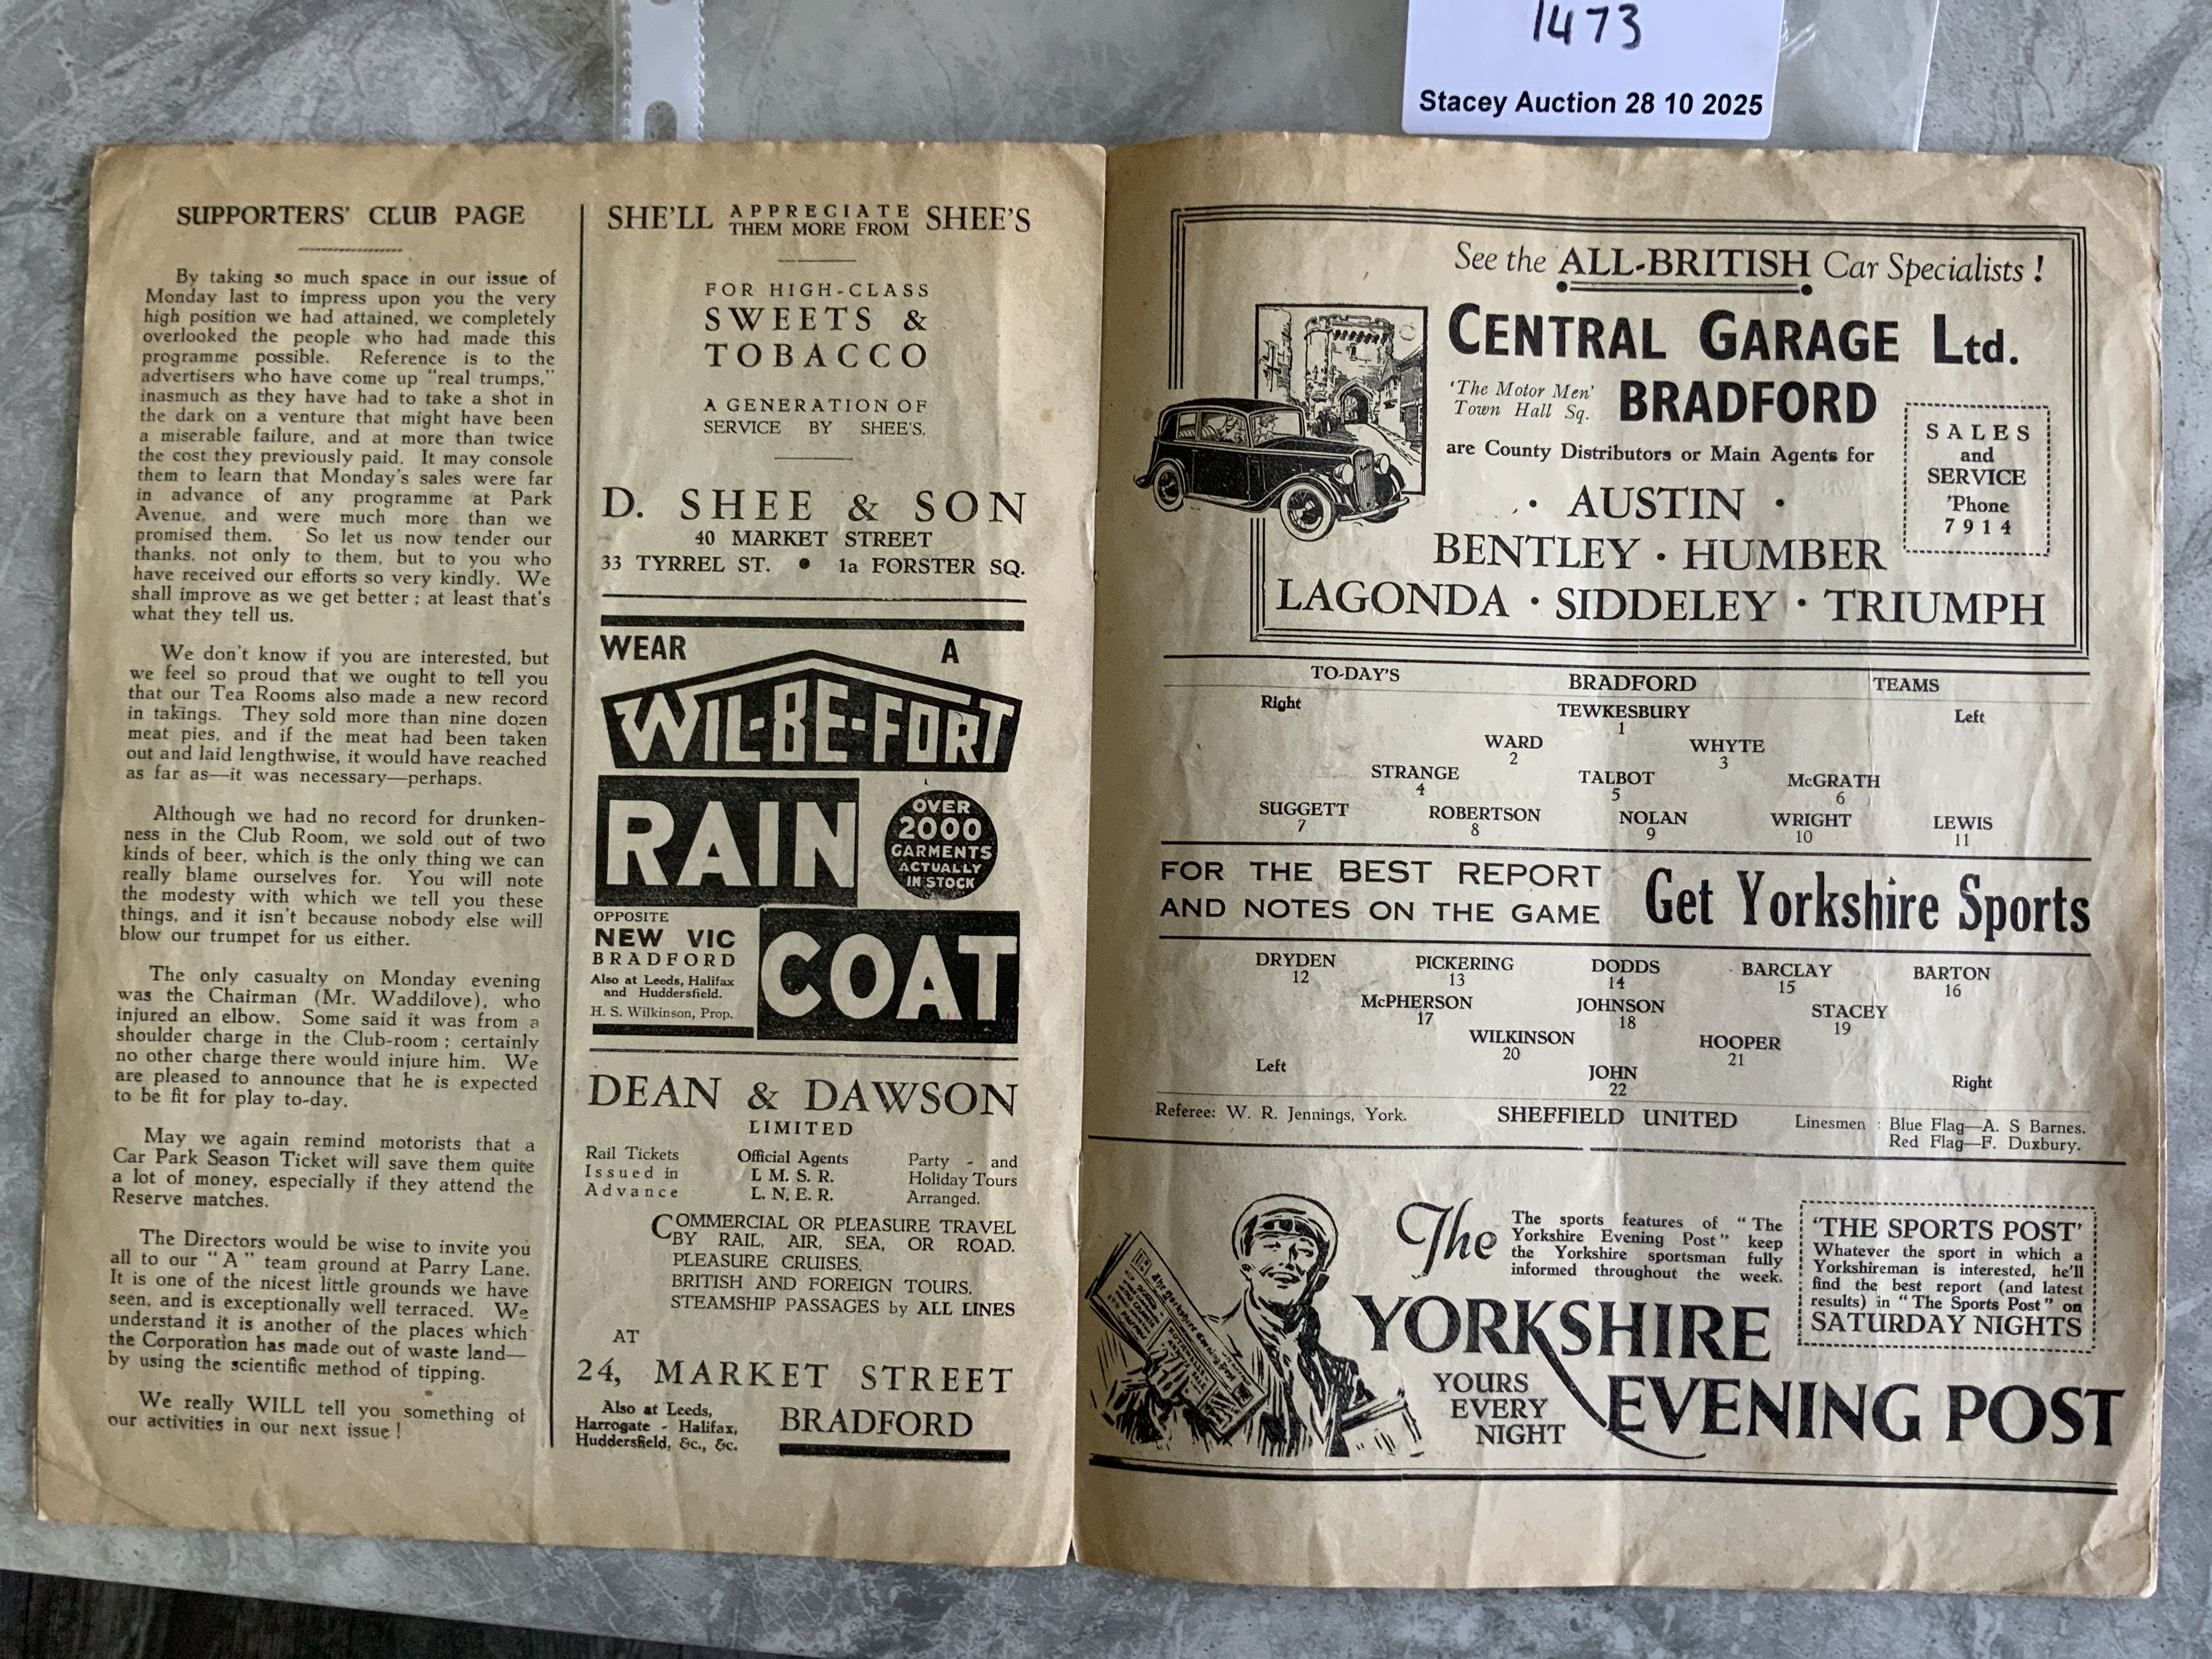 1473
Stacey Auction 28 10 2025
SUPPORTERS' CLUB PAGE
By taking so much space in our issue of
Monday last to impress upon you the very
high position we had attained, we completely
overlooked the people who had made this
programme possible. Reference is to the
advertisers who have come up "real trumps,"
inasmuch as they have had to take a shot in
the dark on a venture that might have been
a miserable failure, and at more than twice
the cost they previously paid. It may console
them to learn that Monday's sales were far
in advance of any programme at Park
Avenue, and were much more than we
promised them. So let us now tender our
thanks, not only to them, but to you who
have received our efforts so very kindly. We
shall improve as we get better ; at least that's
what they tell us.
We don't know if you are interested, but
we feel so proud that we ought to tell you
that our Tea Rooms also made a new record
in takings. They sold more than nine dozen
meat pies, and if the meat had been taken
out and laid lengthwise, it would have reached
as far as—it was necessary—perhaps.
Although we had no record for drunken-
ness in the Club Room, we sold out of two
kinds of beer, which is the only thing we can
really blame ourselves for. You will note
the modesty with which we tell you these
things, and it isn't because nobody else will
blow our trumpet for us either.
The only casualty on Monday evening
was the Chairman (Mr. Waddilove), who
injured an elbow. Some said it was from a
shoulder charge in the Club-room ; certainly
no other charge there would injure him. We
are pleased to announce that he is expected
to be fit for play to-day.
May we again remind motorists that a
Car Park Season Ticket will save them quite
a lot of money, especially if they attend the
Reserve matches.
The Directors would be wise to invite you
all to our "A" team ground at Parry Lane.
It is one of the nicest little grounds we have
seen, and is exceptionally well terraced. We
understand it is another of the places which
the Corporation has made out of waste land—
by using the scientific method of tipping.
We really WILL tell you something of
our activities in our next issue !
SHE'LL APPRECIATE THEM MORE FROM SHEE'S
FOR HIGH-CLASS
SWEETS &
TOBACCO
A GENERATION OF
SERVICE BY SHEE'S.
D. SHEE & SON
40 MARKET STREET
33 TYRREL ST. • 1a FORSTER SQ.
WEAR A
WIL-BE-FORT
RAIN
OVER
2000
GARMENTS
ACTUALLY
IN STOCK
OPPOSITE
NEW VIC
BRADFORD
Also at Leeds, Halifax
and Huddersfield.
H. S. Wilkinson, Prop.
COAT
DEAN & DAWSON
LIMITED
Rail Tickets
Issued in
Advance
Official Agents
L M. S. R.
L. N. E. R.
Party - and
Holiday Tours
Arranged.
COMMERCIAL OR PLEASURE TRAVEL
BY RAIL, AIR, SEA, OR ROAD.
PLEASURE CRUISES.
BRITISH AND FOREIGN TOURS.
STEAMSHIP PASSAGES by ALL LINES
AT
24, MARKET STREET
Also at Leeds,
Harrogate - Halifax,
Huddersfield, &c., &c.
BRADFORD
See the ALL-BRITISH Car Specialists !
CENTRAL GARAGE Ltd.
'The Motor Men'
Town Hall Sq.
BRADFORD
are County Distributors or Main Agents for
SALES
and
SERVICE
'Phone
7914
· AUSTIN ·
BENTLEY · HUMBER
LAGONDA · SIDDELEY · TRIUMPH
TO-DAY'S BRADFORD TEAMS
Right TEWKESBURY Left
1
WARD WHYTE
2 3
STRANGE TALBOT McGRATH
4 5 6
SUGGETT ROBERTSON NOLAN WRIGHT LEWIS
7 8 9 10 11
FOR THE BEST REPORT
AND NOTES ON THE GAME
Get Yorkshire Sports
DRYDEN PICKERING DODDS BARCLAY BARTON
12 13 14 15 16
McPHERSON JOHNSON STACEY
17 18 19
WILKINSON HOOPER
20 21
Left JOHN Right
22
Referee: W. R. Jennings, York. SHEFFIELD UNITED Linesmen : Blue Flag—A. S Barnes.
Red Flag—F. Duxbury.
The
The sports features of "The
Yorkshire Evening Post" keep
the Yorkshire sportsman fully
informed throughout the week.
YORKSHIRE
EVENING POST
YOURS
EVERY
NIGHT
'THE SPORTS POST'
Whatever the sport in which a
Yorkshireman is interested, he'll
find the best report (and latest
results) in "The Sports Post" on
SATURDAY NIGHTS